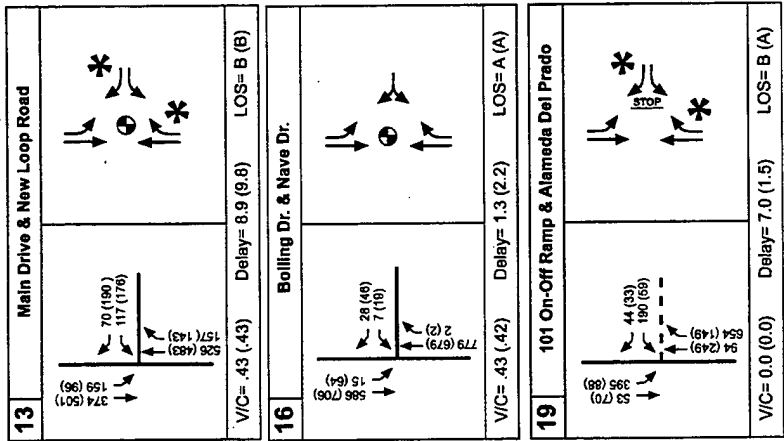 13
Main Drive & New Loop Road
70 (190)
117 (176)
374 (501)
159 (96)
526 (483)
157 (143)
V/C= .43 (.43)
Delay= 8.9 (9.8)
LOS= B (B)
16
Bolling Dr. & Nave Dr.
28 (46)
7 (19)
586 (706)
15 (64)
779 (679)
2 (2)
V/C= .43 (.42)
Delay= 1.3 (2.2)
LOS= A (A)
19
101 On-Off Ramp & Alameda Del Prado
44 (33)
190 (59)
53 (70)
395 (88)
94 (249)
654 (149)
STOP
V/C= 0.0 (0.0)
Delay= 7.0 (1.5)
LOS= B (A)